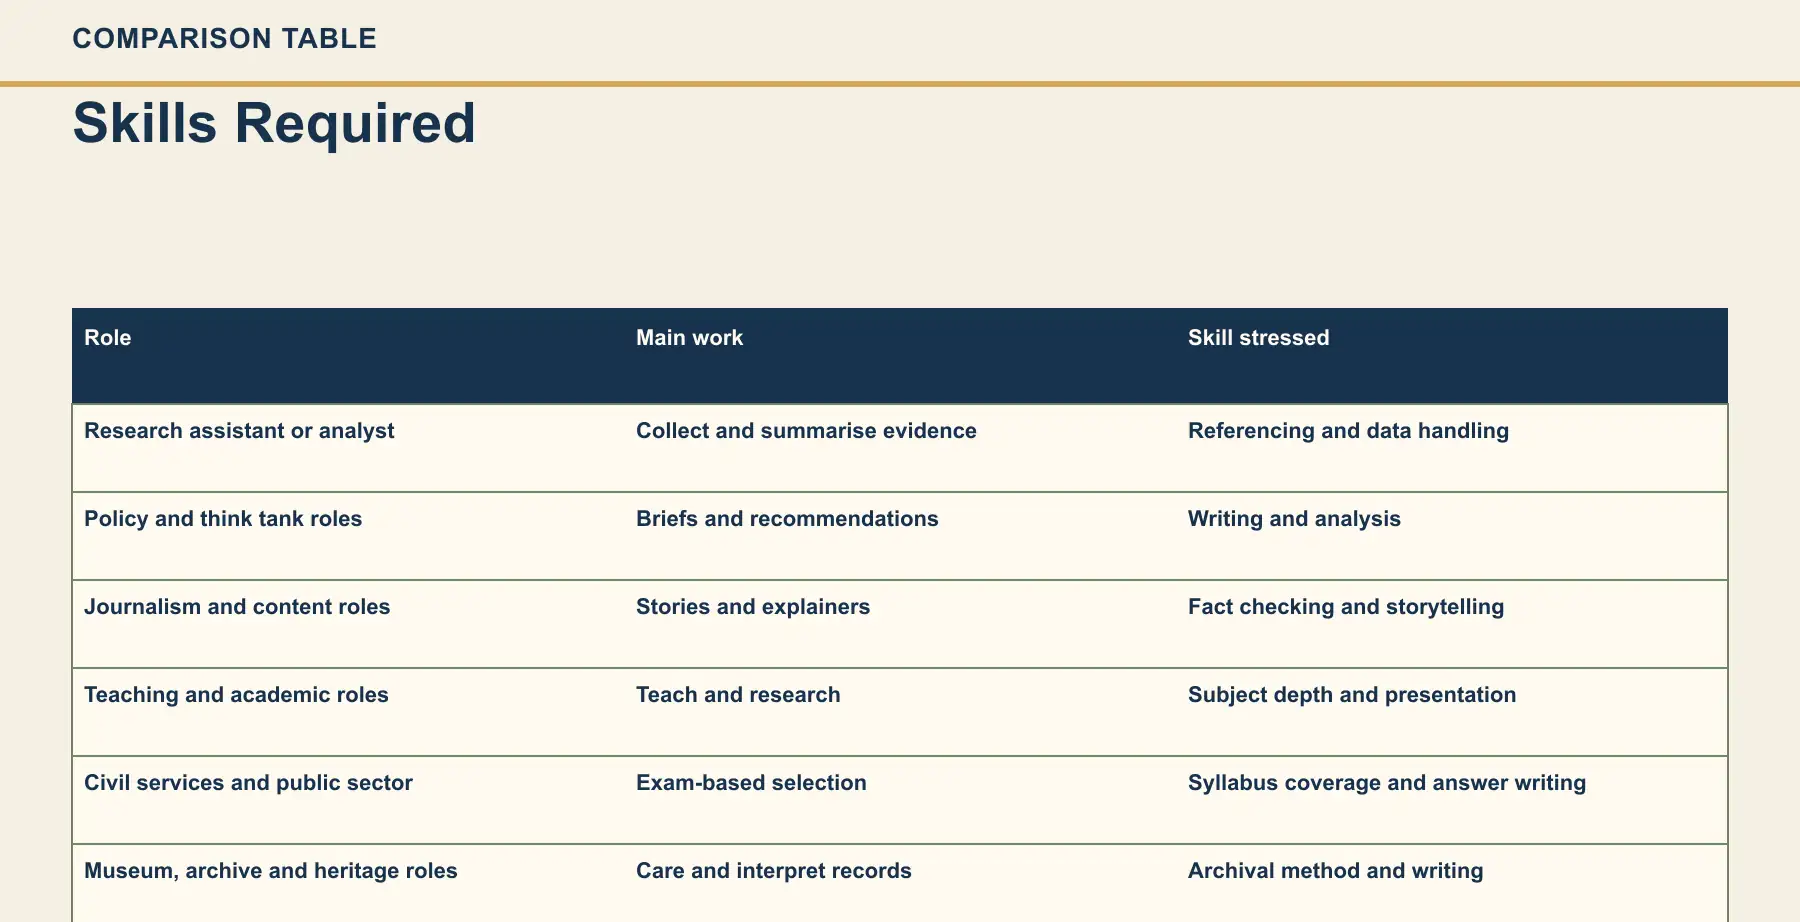 COMPARISON TABLE
Skills Required
Role Main work Skill stressed
Research assistant or analyst Collect and summarise evidence Referencing and data handling
Policy and think tank roles Briefs and recommendations Writing and analysis
Journalism and content roles Stories and explainers Fact checking and storytelling
Teaching and academic roles Teach and research Subject depth and presentation
Civil services and public sector Exam-based selection Syllabus coverage and answer writing
Museum, archive and heritage roles Care and interpret records Archival method and writing